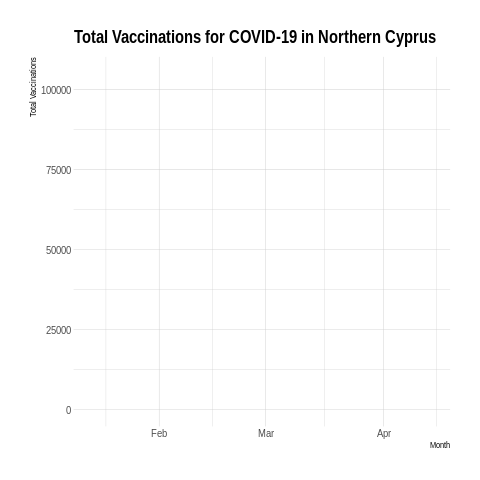 Total Vaccinations for COVID-19 in Northern Cyprus
Total Vaccinations
100000
75000
50000
25000
0
Feb Mar Apr
Month